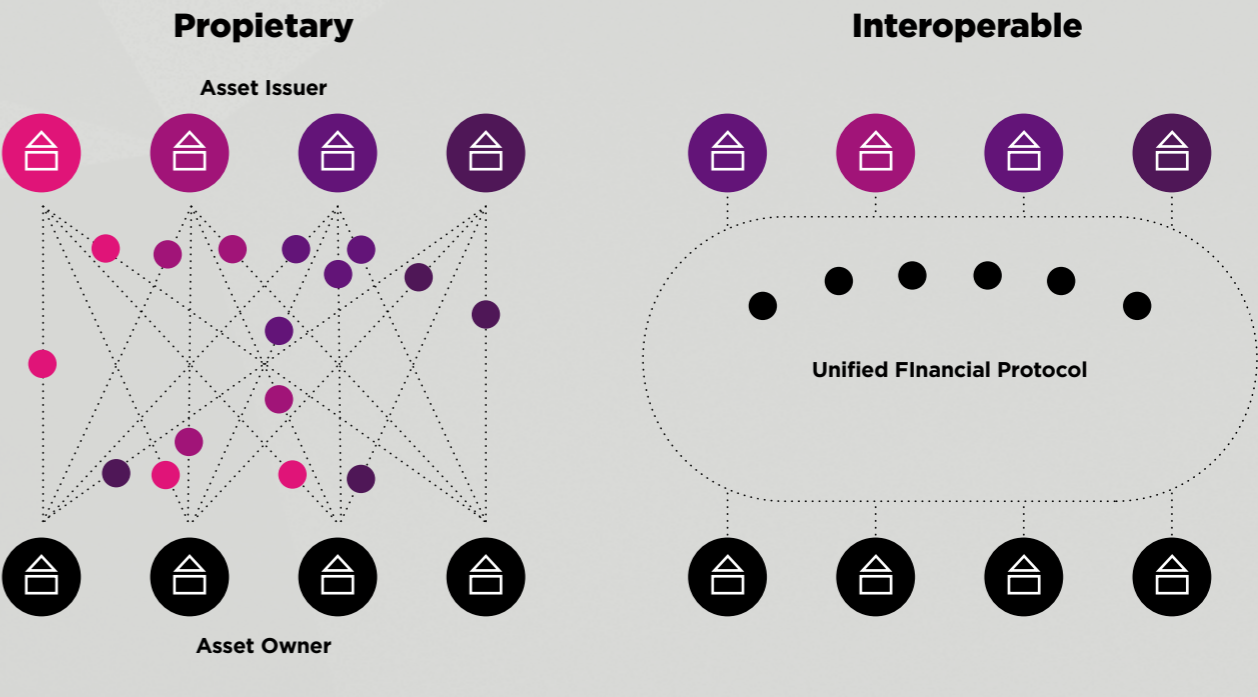 Propietary
Interoperable
Asset Issuer
Unified FInancial Protocol
Asset Owner